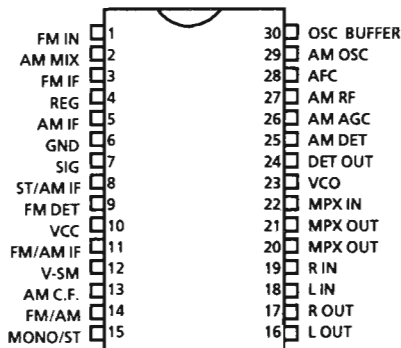 FM IN 1 30 OSC BUFFER
AM MIX 2 29 AM OSC
FM IF 3 28 AFC
REG 4 27 AM RF
AM IF 5 26 AM AGC
GND 6 25 AM DET
SIG 7 24 DET OUT
ST/AM IF 8 23 VCO
FM DET 9 22 MPX IN
VCC 10 21 MPX OUT
FM/AM IF 11 20 MPX OUT
V-SM 12 19 R IN
AM C.F. 13 18 L IN
FM/AM 14 17 R OUT
MONO/ST 15 16 L OUT